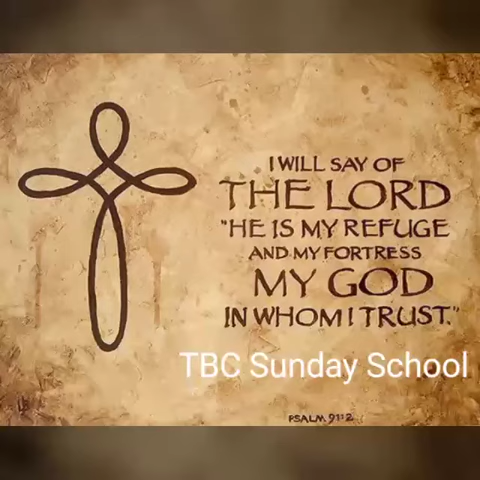 I WILL SAY OF
THE LORD
"HE IS MY REFUGE
AND MY FORTRESS
MY GOD
IN WHOM I TRUST."
TBC Sunday School
PSALM 91:2